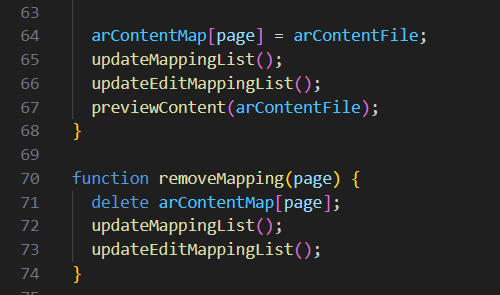 63
64 arContentMap[page] = arContentFile;
65 updateMappingList();
66 updateEditMappingList();
67 previewContent(arContentFile);
68 }
69
70 function removeMapping(page) {
71 delete arContentMap[page];
72 updateMappingList();
73 updateEditMappingList();
74 }
75